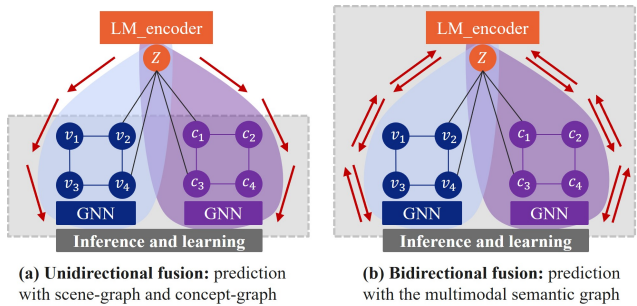 LM_encoder
Z
v₁ v₂ c₁ c₂
v₃ v₄ c₃ c₄
GNN GNN
Inference and learning
(a) Unidirectional fusion: prediction
with scene-graph and concept-graph
LM_encoder
Z
v₁ v₂ c₁ c₂
v₃ v₄ c₃ c₄
GNN GNN
Inference and learning
(b) Bidirectional fusion: prediction
with the multimodal semantic graph